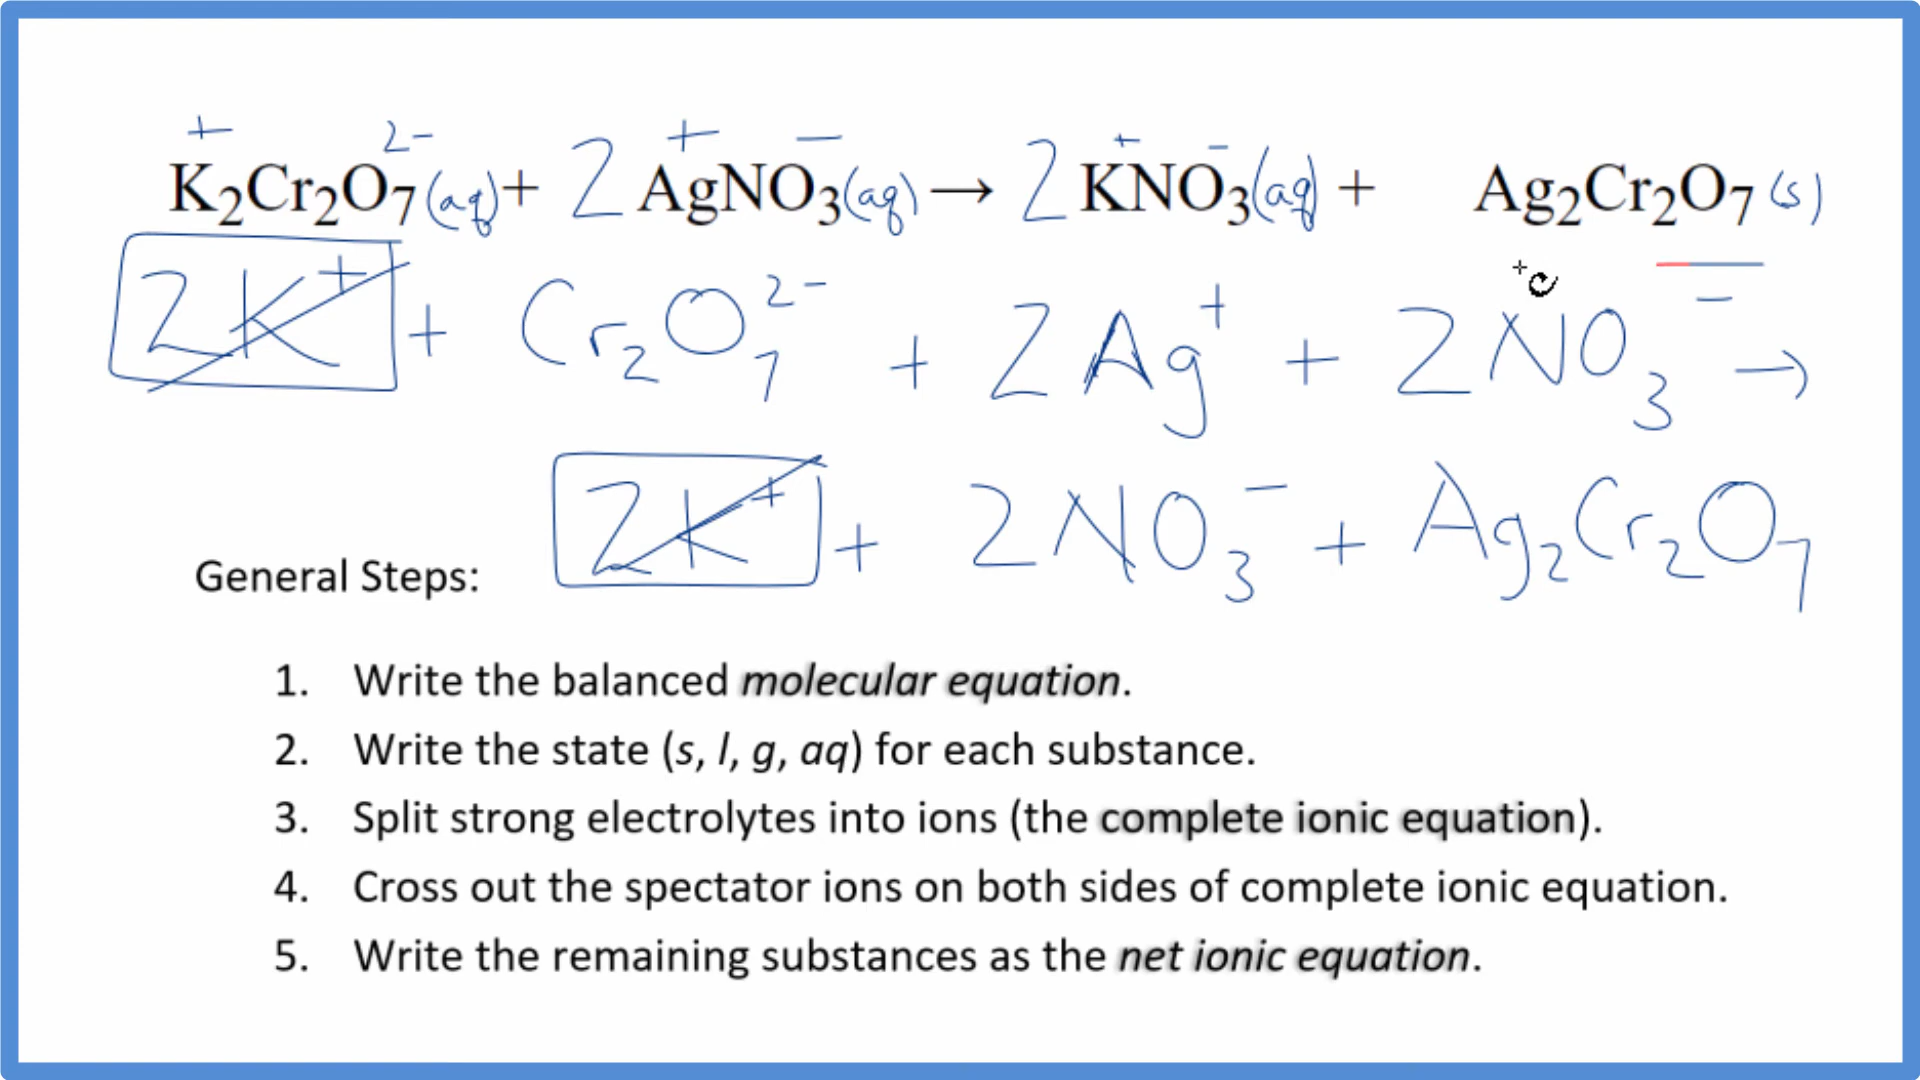 K₂Cr₂O₇ (aq) + 2 AgNO₃ (aq) → 2 KNO₃ (aq) + Ag₂Cr₂O₇ (s)
+ 2− + − + −
2K⁺ + Cr₂O₇²⁻ + 2Ag⁺ + 2NO₃⁻ →
2K⁺ + 2NO₃⁻ + Ag₂Cr₂O₇
General Steps:
1. Write the balanced molecular equation.
2. Write the state (s, l, g, aq) for each substance.
3. Split strong electrolytes into ions (the complete ionic equation).
4. Cross out the spectator ions on both sides of complete ionic equation.
5. Write the remaining substances as the net ionic equation.